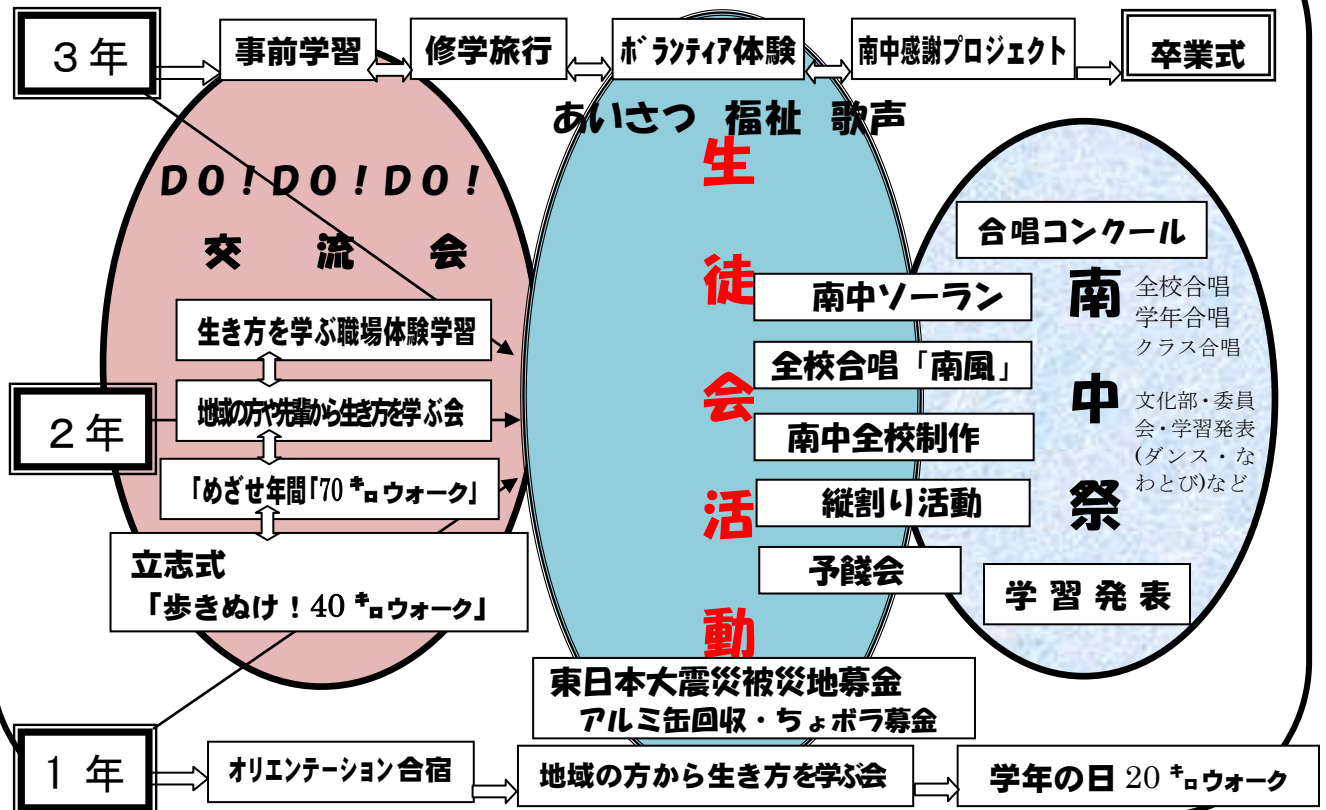 3年
事前学習
修学旅行
ボランティア体験
南中感謝プロジェクト
卒業式
あいさつ 福祉 歌声
生徒会活動
DO!DO!DO!
交流会
生き方を学ぶ職場体験学習
2年
地域の方や先輩から生き方を学ぶ会
「めざせ年間「70㌔ウォーク」
立志式
「歩きぬけ!40㌔ウォーク」
南中ソーラン
全校合唱「南風」
南中全校制作
縦割り活動
予餞会
東日本大震災被災地募金
アルミ缶回収・ちょボラ募金
合唱コンクール
南中祭
全校合唱
学年合唱
クラス合唱
文化部・委員
会・学習発表
(ダンス・な
わとび)など
学習発表
1年
オリエンテーション合宿
地域の方から生き方を学ぶ会
学年の日20㌔ウォーク